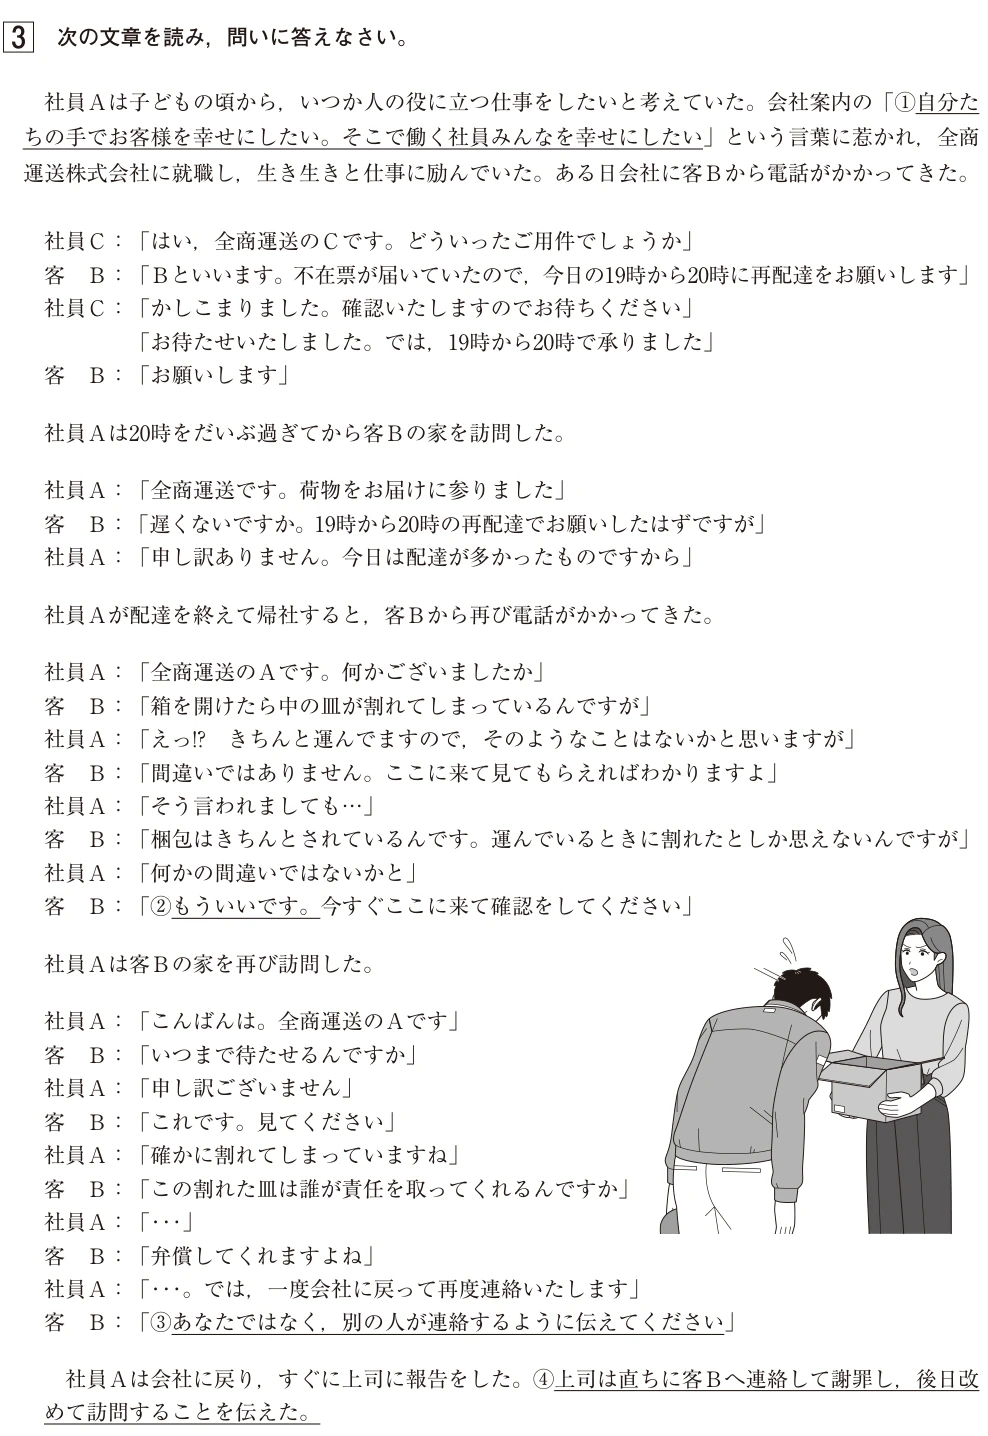 3 次の文章を読み，問いに答えなさい。
社員Ａは子どもの頃から，いつか人の役に立つ仕事をしたいと考えていた。会社案内の「①自分た
ちの手でお客様を幸せにしたい。そこで働く社員みんなを幸せにしたい」という言葉に惹かれ，全商
運送株式会社に就職し，生き生きと仕事に励んでいた。ある日会社に客Ｂから電話がかかってきた。
社員Ｃ：「はい，全商運送のＣです。どういったご用件でしょうか」
客　Ｂ：「Ｂといいます。不在票が届いていたので，今日の19時から20時に再配達をお願いします」
社員Ｃ：「かしこまりました。確認いたしますのでお待ちください」
「お待たせいたしました。では，19時から20時で承りました」
客　Ｂ：「お願いします」
社員Ａは20時をだいぶ過ぎてから客Ｂの家を訪問した。
社員Ａ：「全商運送です。荷物をお届けに参りました」
客　Ｂ：「遅くないですか。19時から20時の再配達でお願いしたはずですが」
社員Ａ：「申し訳ありません。今日は配達が多かったものですから」
社員Ａが配達を終えて帰社すると，客Ｂから再び電話がかかってきた。
社員Ａ：「全商運送のＡです。何かございましたか」
客　Ｂ：「箱を開けたら中の皿が割れてしまっているんですが」
社員Ａ：「えっ!?　きちんと運んでますので，そのようなことはないかと思いますが」
客　Ｂ：「間違いではありません。ここに来て見てもらえればわかりますよ」
社員Ａ：「そう言われましても…」
客　Ｂ：「梱包はきちんとされているんです。運んでいるときに割れたとしか思えないんですが」
社員Ａ：「何かの間違いではないかと」
客　Ｂ：「②もういいです。今すぐここに来て確認をしてください」
社員Ａは客Ｂの家を再び訪問した。
社員Ａ：「こんばんは。全商運送のＡです」
客　Ｂ：「いつまで待たせるんですか」
社員Ａ：「申し訳ございません」
客　Ｂ：「これです。見てください」
社員Ａ：「確かに割れてしまっていますね」
客　Ｂ：「この割れた皿は誰が責任を取ってくれるんですか」
社員Ａ：「･･･」
客　Ｂ：「弁償してくれますよね」
社員Ａ：「･･･。では，一度会社に戻って再度連絡いたします」
客　Ｂ：「③あなたではなく，別の人が連絡するように伝えてください」
社員Ａは会社に戻り，すぐに上司に報告をした。④上司は直ちに客Ｂへ連絡して謝罪し，後日改
めて訪問することを伝えた。